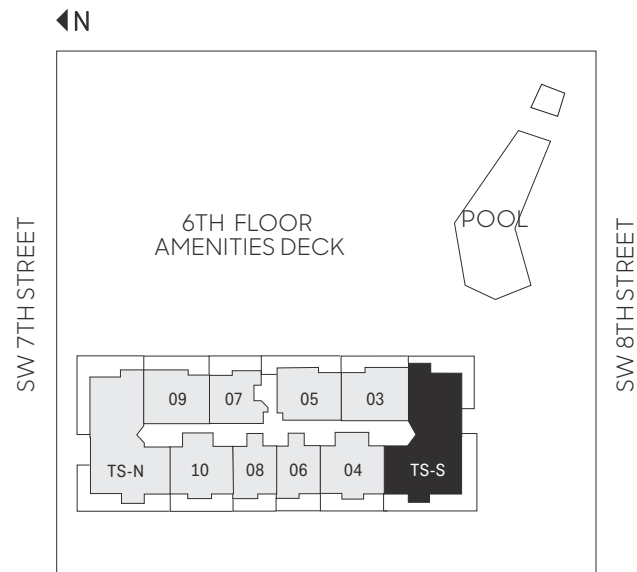 N
POOL
6TH FLOOR
AMENITIES DECK
SW 7TH STREET
SW 8TH STREET
09
07
05
03
TS-N
10
08
06
04
TS-S